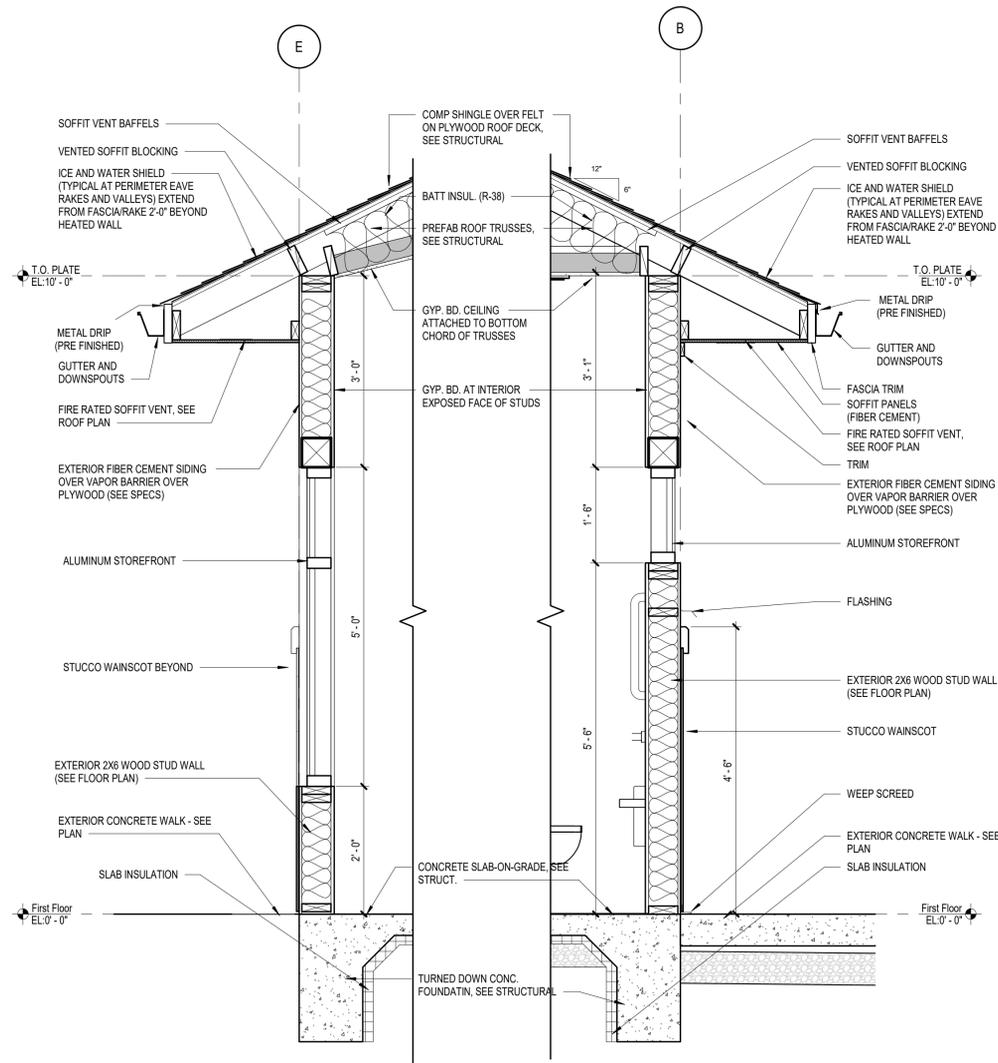 E
B
SOFFIT VENT BAFFELS
VENTED SOFFIT BLOCKING
ICE AND WATER SHIELD
(TYPICAL AT PERIMETER EAVE
RAKES AND VALLEYS) EXTEND
FROM FASCIA/RAKE 2'-0" BEYOND
HEATED WALL
T.O. PLATE
EL:10' - 0"
METAL DRIP
(PRE FINISHED)
GUTTER AND
DOWNSPOUTS
FIRE RATED SOFFIT VENT, SEE
ROOF PLAN
EXTERIOR FIBER CEMENT SIDING
OVER VAPOR BARRIER OVER
PLYWOOD (SEE SPECS)
ALUMINUM STOREFRONT
STUCCO WAINSCOT BEYOND
EXTERIOR 2X6 WOOD STUD WALL
(SEE FLOOR PLAN)
EXTERIOR CONCRETE WALK - SEE
PLAN
SLAB INSULATION
First Floor
EL:0' - 0"
3' - 0"
5' - 0"
2' - 0"
COMP SHINGLE OVER FELT
ON PLYWOOD ROOF DECK,
SEE STRUCTURAL
BATT INSUL. (R-38)
PREFAB ROOF TRUSSES,
SEE STRUCTURAL
GYP. BD. CEILING
ATTACHED TO BOTTOM
CHORD OF TRUSSES
GYP. BD. AT INTERIOR
EXPOSED FACE OF STUDS
CONCRETE SLAB-ON-GRADE, SEE
STRUCT.
TURNED DOWN CONC.
FOUNDATIN, SEE STRUCTURAL
12"
6"
3' - 1"
1' - 6"
5' - 6"
4' - 6"
SOFFIT VENT BAFFELS
VENTED SOFFIT BLOCKING
ICE AND WATER SHIELD
(TYPICAL AT PERIMETER EAVE
RAKES AND VALLEYS) EXTEND
FROM FASCIA/RAKE 2'-0" BEYOND
HEATED WALL
T.O. PLATE
EL:10' - 0"
METAL DRIP
(PRE FINISHED)
GUTTER AND
DOWNSPOUTS
FASCIA TRIM
SOFFIT PANELS
(FIBER CEMENT)
FIRE RATED SOFFIT VENT,
SEE ROOF PLAN
TRIM
EXTERIOR FIBER CEMENT SIDING
OVER VAPOR BARRIER OVER
PLYWOOD (SEE SPECS)
ALUMINUM STOREFRONT
FLASHING
EXTERIOR 2X6 WOOD STUD WALL
(SEE FLOOR PLAN)
STUCCO WAINSCOT
WEEP SCREED
EXTERIOR CONCRETE WALK - SEE
PLAN
SLAB INSULATION
First Floor
EL:0' - 0"